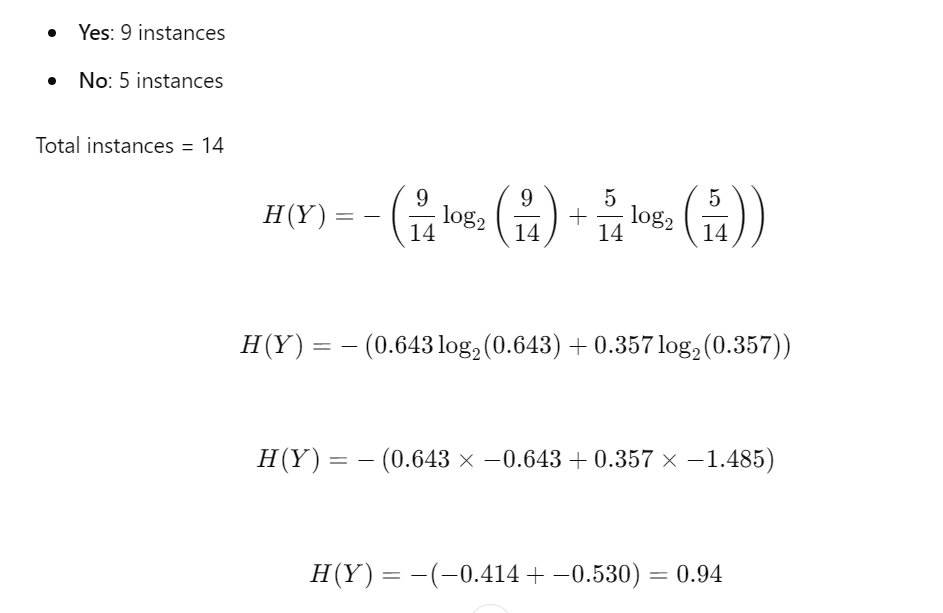 • Yes: 9 instances
• No: 5 instances
Total instances = 14
H(Y) = −(9/14 log₂(9/14) + 5/14 log₂(5/14))
H(Y) = −(0.643 log₂(0.643) + 0.357 log₂(0.357))
H(Y) = −(0.643 × −0.643 + 0.357 × −1.485)
H(Y) = −(−0.414 + −0.530) = 0.94